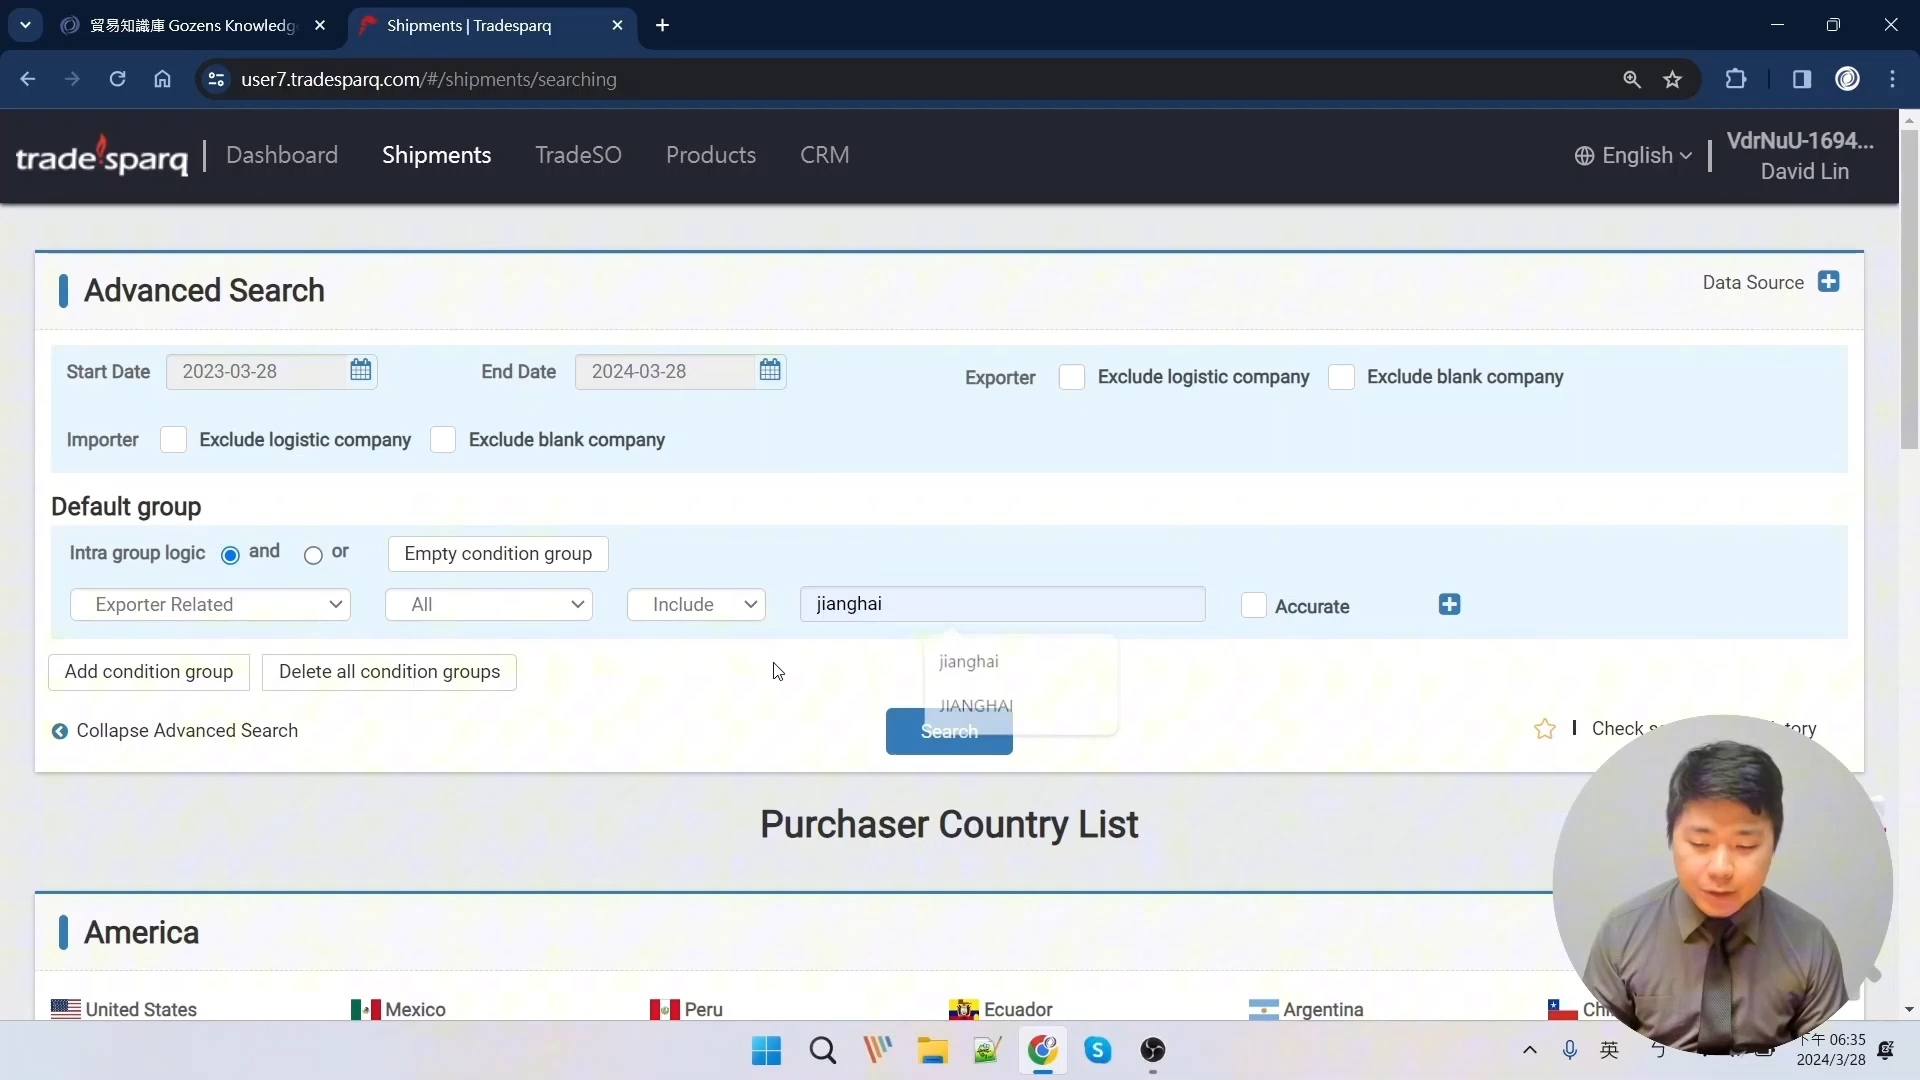 貿易知識庫 Gozens Knowledg
Shipments | Tradesparq
user7.tradesparq.com/#/shipments/searching
tradesparq
Dashboard
Shipments
TradeSO
Products
CRM
English
VdrNuU-1694...
David Lin
Advanced Search
Data Source
Start Date
2023-03-28
End Date
2024-03-28
Exporter
Exclude logistic company
Exclude blank company
Importer
Exclude logistic company
Exclude blank company
Default group
Intra group logic
and
or
Empty condition group
Exporter Related
All
Include
jianghai
Accurate
jianghai
JIANGHAI
Add condition group
Delete all condition groups
Collapse Advanced Search
Search
Check
Purchaser Country List
America
United States
Mexico
Peru
Ecuador
Argentina
英
下午 06:35
2024/3/28